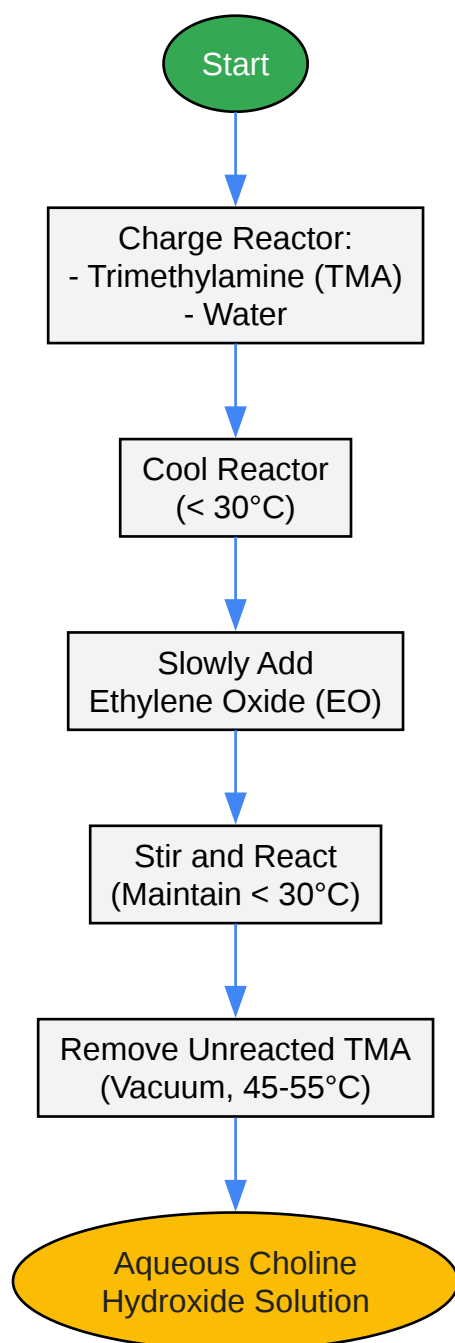 Start
Charge Reactor:
- Trimethylamine (TMA)
- Water
Cool Reactor
(< 30°C)
Slowly Add
Ethylene Oxide (EO)
Stir and React
(Maintain < 30°C)
Remove Unreacted TMA
(Vacuum, 45-55°C)
Aqueous Choline
Hydroxide Solution